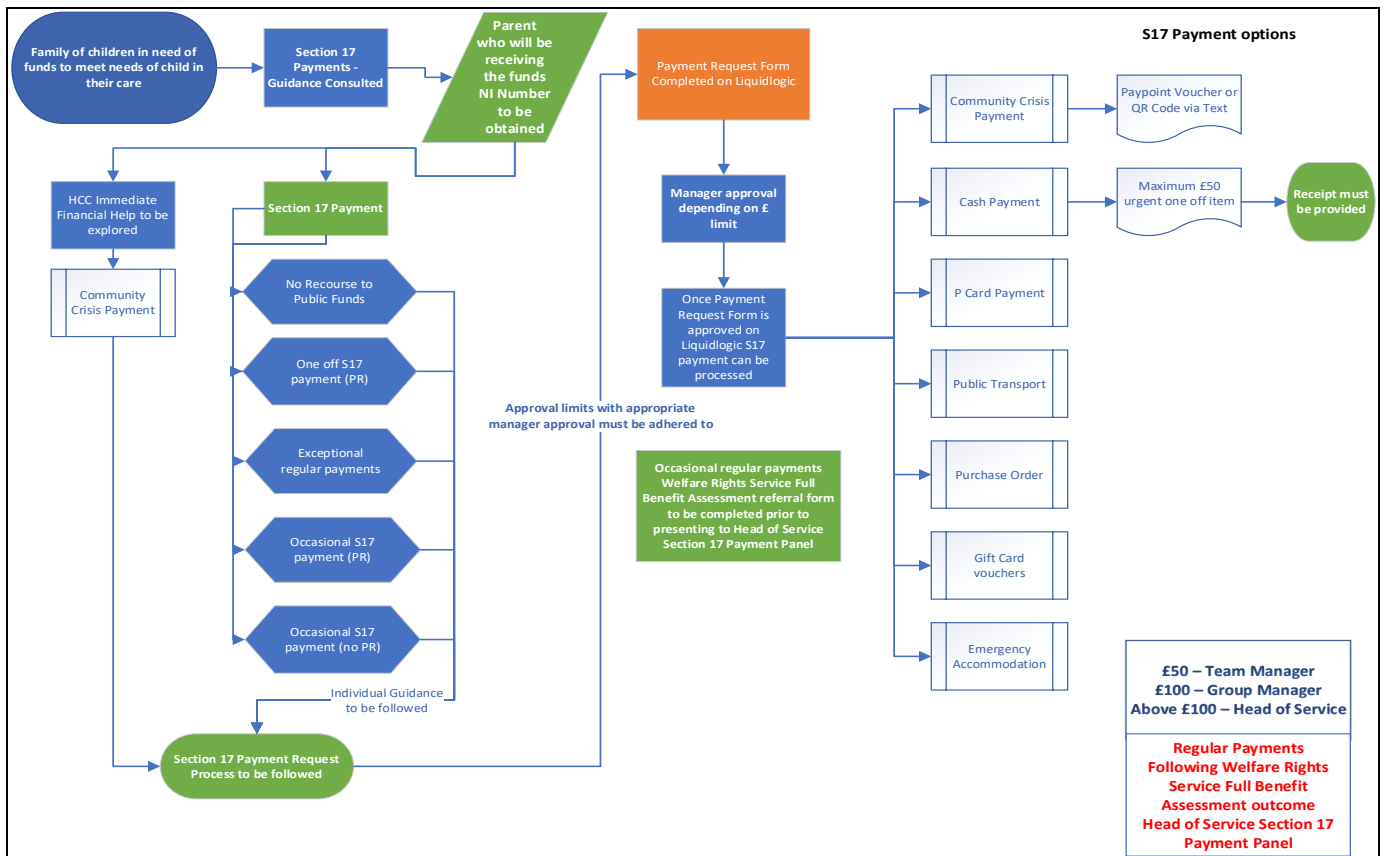 Family of children in need of
funds to meet needs of child in
their care
Section 17
Payments -
Guidance Consulted
Parent
who will be
receiving
the funds
NI Number
to be
obtained
HCC Immediate
Financial Help to be
explored
Community
Crisis Payment
Section 17 Payment
No Recourse to
Public Funds
One off S17
payment (PR)
Exceptional
regular payments
Occasional S17
payment (PR)
Occasional S17
payment (no PR)
Individual Guidance
to be followed
Section 17 Payment Request
Process to be followed
Approval limits with appropriate
manager approval must be adhered to
Payment Request Form
Completed on Liquidlogic
Manager approval
depending on £
limit
Once Payment
Request Form is
approved on
Liquidlogic S17
payment can be
processed
Occasional regular payments
Welfare Rights Service Full
Benefit Assessment referral form
to be completed prior to
presenting to Head of Service
Section 17 Payment Panel
S17 Payment options
Community Crisis
Payment
Paypoint Voucher or
QR Code via Text
Cash Payment
Maximum £50
urgent one off item
Receipt must
be provided
P Card Payment
Public Transport
Purchase Order
Gift Card
vouchers
Emergency
Accommodation
£50 – Team Manager
£100 – Group Manager
Above £100 – Head of Service
Regular Payments
Following Welfare Rights
Service Full Benefit
Assessment outcome
Head of Service Section 17
Payment Panel